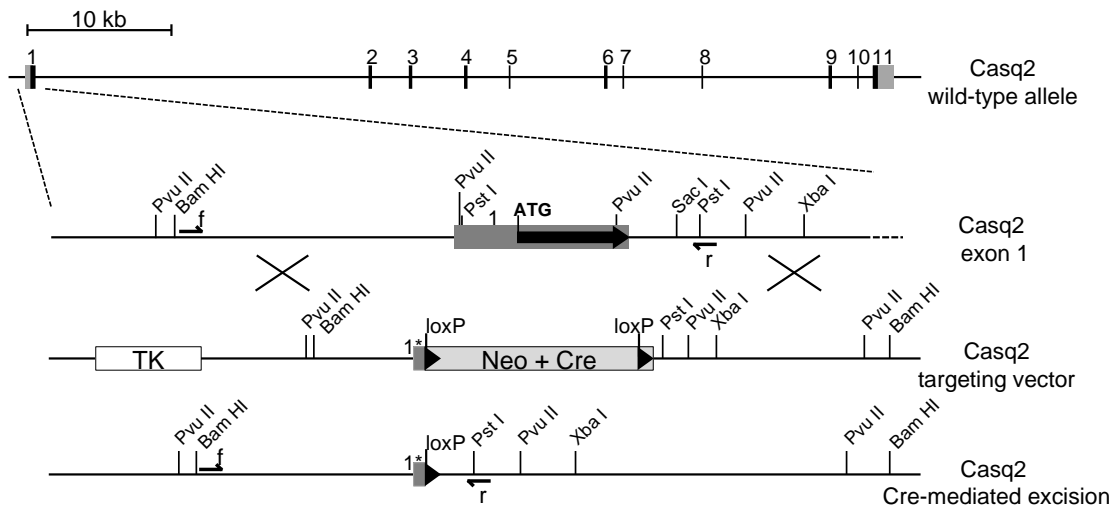 10 kb
1 2 3 4 5 6 7 8 9 10 11
Casq2
wild-type allele
Pvu II Bam HI Pvu II Pst I 1 ATG Pvu II Sac I Pst I Pvu II Xba I
f
r
Casq2
exon 1
Pvu II Bam HI loxP loxP Pst I Pvu II Xba I Pvu II Bam HI
TK 1* Neo + Cre
Casq2
targeting vector
Pvu II Bam HI loxP Pst I Pvu II Xba I Pvu II Bam HI
f 1*
r
Casq2
Cre-mediated excision